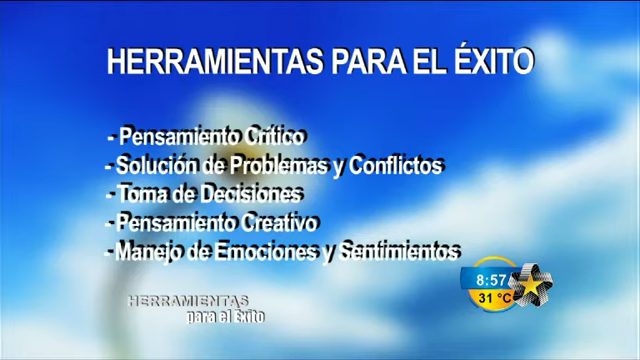 HERRAMIENTAS PARA EL ÉXITO
- Pensamiento Crítico
- Solución de Problemas y Conflictos
- Toma de Decisiones
- Pensamiento Creativo
- Manejo de Emociones y Sentimientos
8:57
31 °C
HERRAMIENTAS
para el Éxito